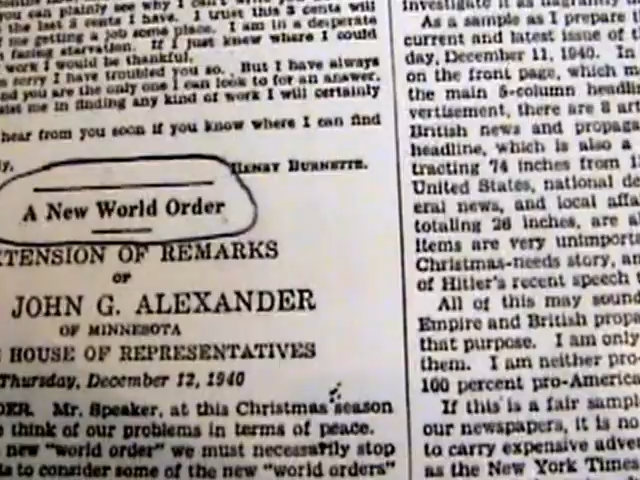 you can plainly see why I can't
the last 3 cents I have. I trust this 3 cents will
me getting a job some place. I am in a desperate
facing starvation. If I just knew where I could
work I would be thankful.
sorry I have troubled you so. But I have always
and you are the only one I can look to for an answer.
me in finding any kind of work I will certainly
hear from you soon if you know where I can find
HENRY BURNETTE.
A New World Order
TENSION OF REMARKS
OF
JOHN G. ALEXANDER
OF MINNESOTA
HOUSE OF REPRESENTATIVES
Thursday, December 12, 1940
DER. Mr. Speaker, at this Christmas season
think of our problems in terms of peace.
new "world order" we must necessarily stop
to consider some of the new "world orders"
investigate it as
As a sample as I prepare
current and latest issue of t
day, December 11, 1940. In
on the front page, which m
the main 5-column headli
vertisement, there are 8 ar
British news and propag
headline, which is also a
tracting 74 inches from
United States, national de
eral news, and local affa
totaling 26 inches, are a
items are very unimport
Christmas-needs story, an
of Hitler's recent speech
All of this may sound
Empire and British propa
that purpose. I am only
them. I am neither pro-
100 percent pro-America
If this is a fair sampl
our newspapers, it is no
to carry expensive adve
as the New York Times